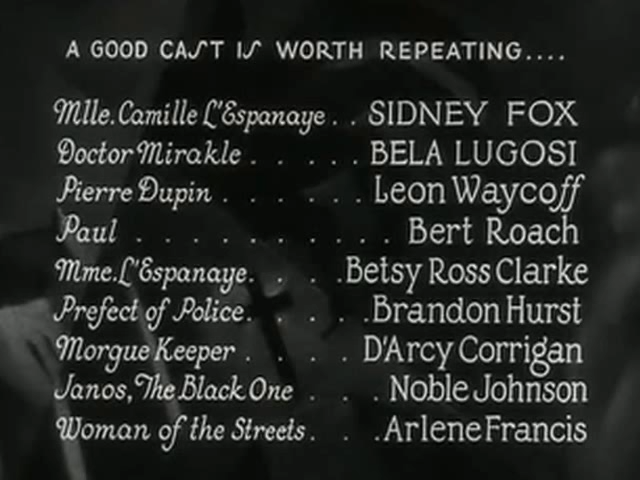 A GOOD CAST IS WORTH REPEATING....
Mlle. Camille L'Espanaye . . SIDNEY FOX
Doctor Mirakle . . . . . BELA LUGOSI
Pierre Dupin . . . . . . Leon Waycoff
Paul . . . . . . . . . . Bert Roach
Mme. L'Espanaye. . . .Betsy Ross Clarke
Prefect of Police. . . . .Brandon Hurst
Morgue Keeper . . . . D'Arcy Corrigan
Janos, The Black One . . . Noble Johnson
Woman of the Streets. . .Arlene Francis